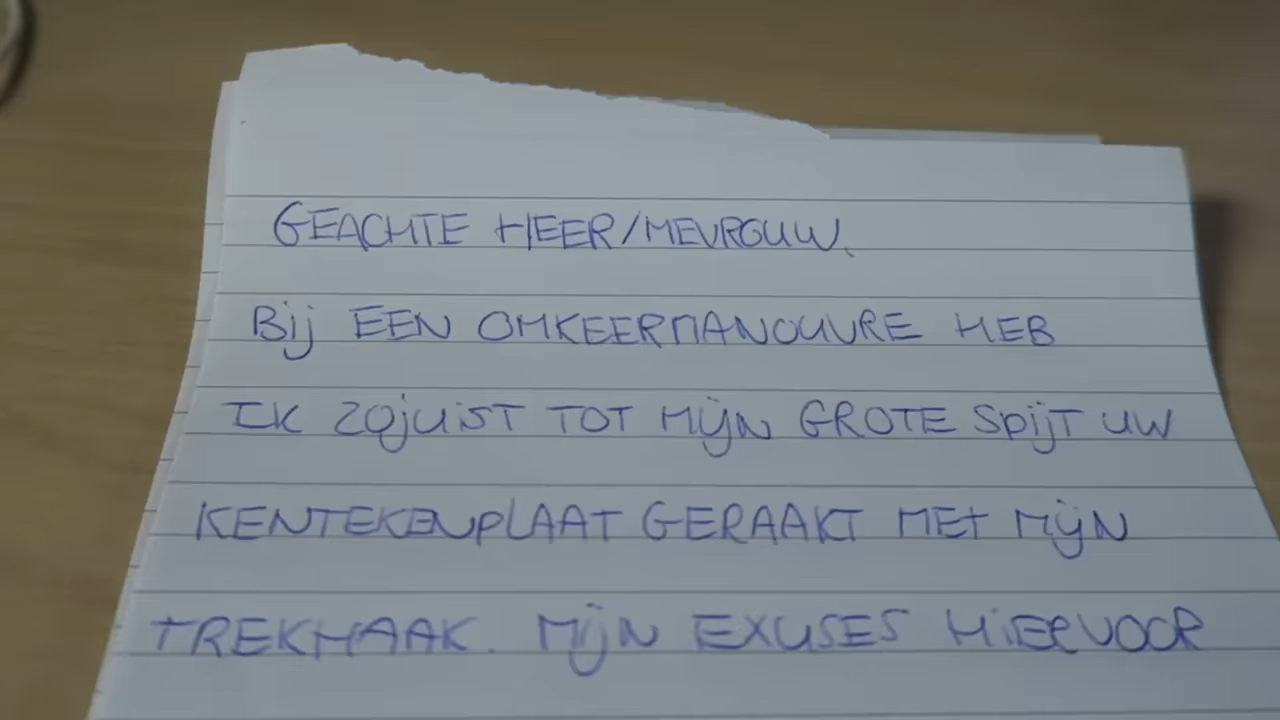 GEACHTE HEER/MEVROUW,
Bij EEN OMKEERMANOUVRE HEB
IK ZOjUiST TOT MijN GROTE SpijT UW
KENTEKENplAAT GERAAKT MET MijN
TREKHAAK. MijN EXUSES HiERVOOR